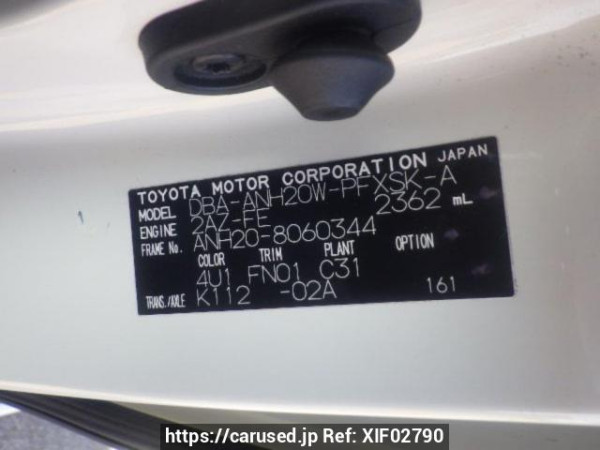 TOYOTA MOTOR CORPORATION JAPAN
MODEL DBA-ANH20W-PFXSK-A
ENGINE 2AZ-FE 2362 mL
FRAME No. ANH20-8060344
COLOR TRIM PLANT OPTION
4U1 FN01 C31
TRANS./AXLE K112 -02A 161
https://carused.jp Ref: XIF02790